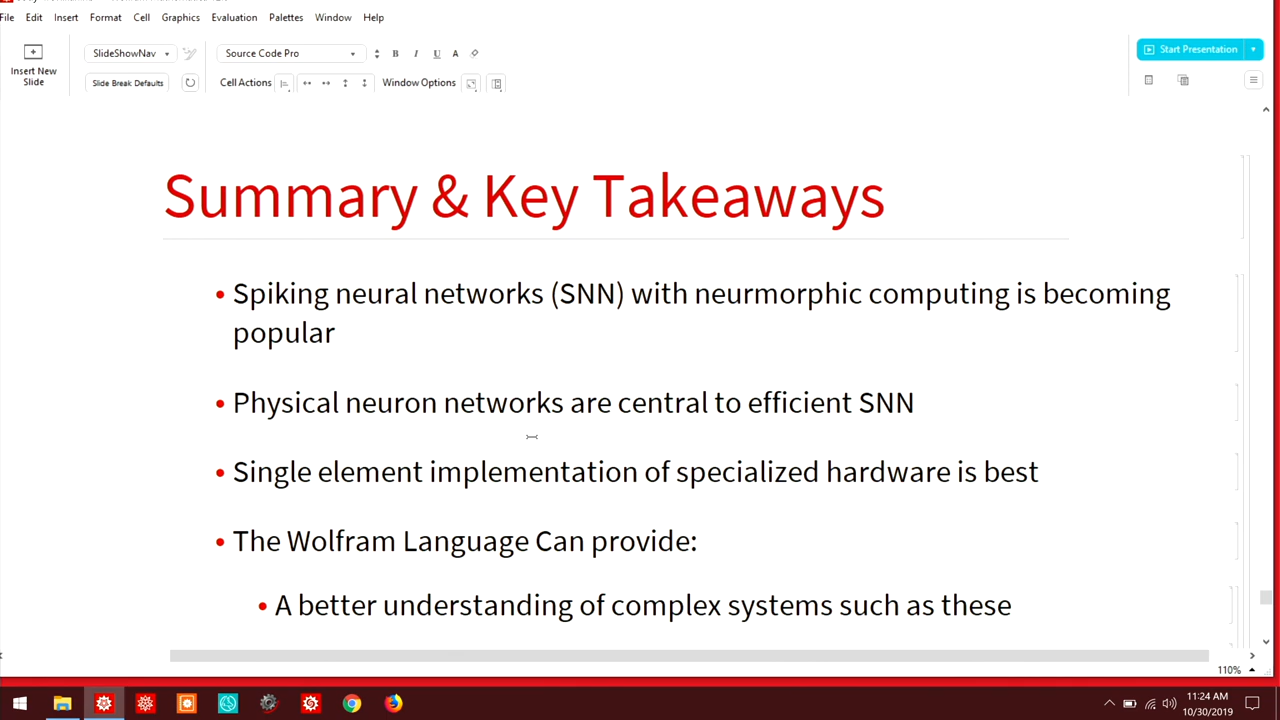 File Edit Insert Format Cell Graphics Evaluation Palettes Window Help
SlideShowNav Source Code Pro B I U A
Start Presentation
Insert New
Slide
Slide Break Defaults Cell Actions Window Options
Summary & Key Takeaways
• Spiking neural networks (SNN) with neurmorphic computing is becoming
popular
• Physical neuron networks are central to efficient SNN
• Single element implementation of specialized hardware is best
• The Wolfram Language Can provide:
• A better understanding of complex systems such as these
110%
11:24 AM
10/30/2019